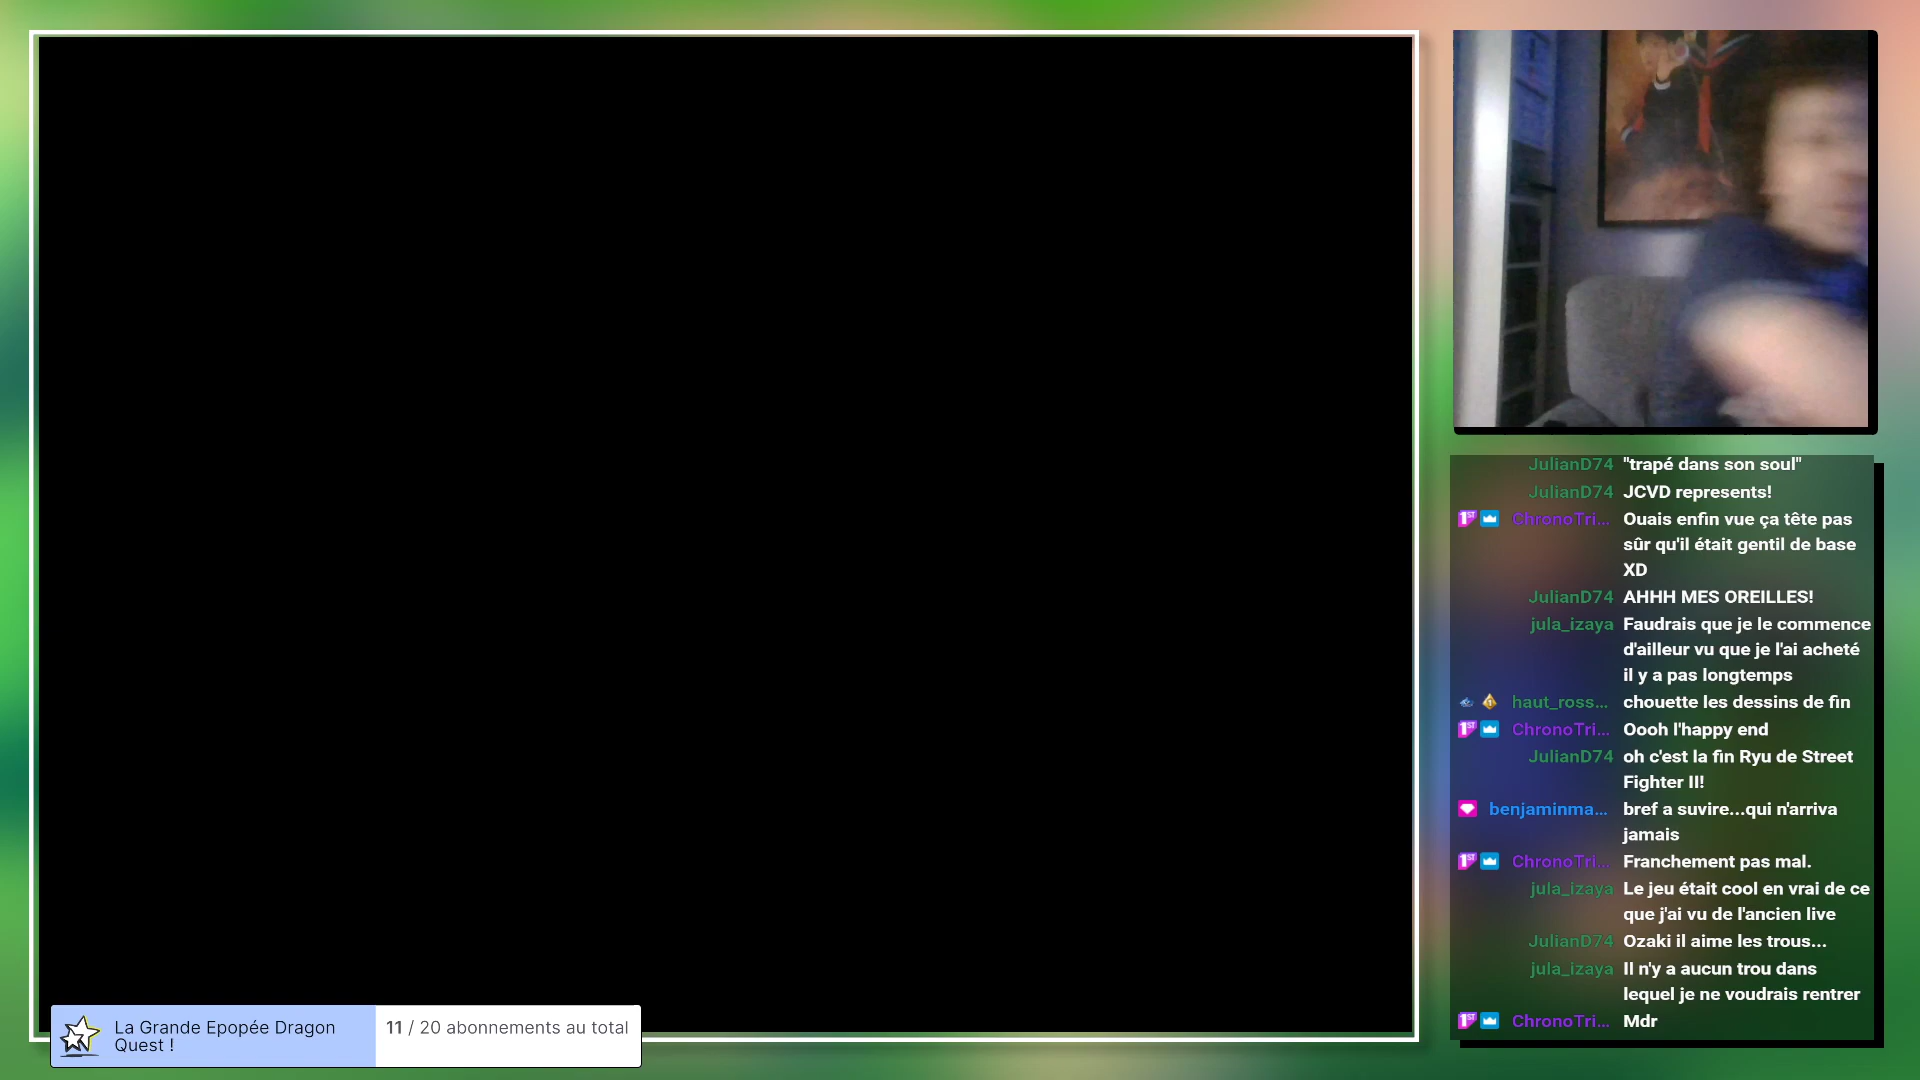 JulianD74 "trapé dans son soul"
JulianD74 JCVD represents!
ChronoTri... Ouais enfin vue ça tête pas
sûr qu'il était gentil de base
XD
JulianD74 AHHH MES OREILLES!
jula_izaya Faudrais que je le commence
d'ailleur vu que je l'ai acheté
il y a pas longtemps
haut_ross... chouette les dessins de fin
ChronoTri... Oooh l'happy end
JulianD74 oh c'est la fin Ryu de Street
Fighter II!
benjaminma... bref a suvire...qui n'arriva
jamais
ChronoTri... Franchement pas mal.
jula_izaya Le jeu était cool en vrai de ce
que j'ai vu de l'ancien live
JulianD74 Ozaki il aime les trous...
jula_izaya Il n'y a aucun trou dans
lequel je ne voudrais rentrer
ChronoTri... Mdr
La Grande Epopée Dragon
Quest !
11 / 20 abonnements au total